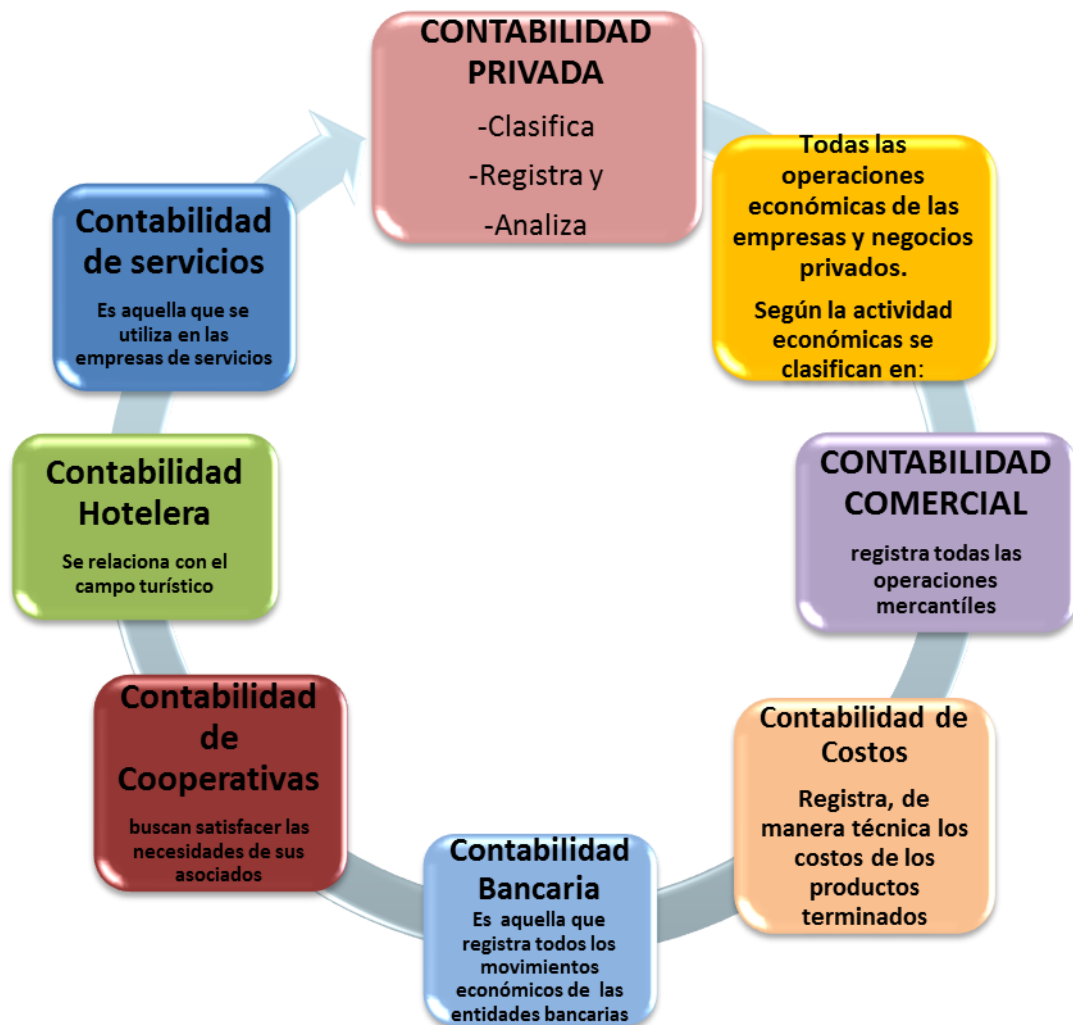 CONTABILIDAD
PRIVADA
-Clasifica
-Registra y
-Analiza
Todas las
operaciones
económicas de las
empresas y negocios
privados.
Según la actividad
económicas se
clasifican en:
CONTABILIDAD
COMERCIAL
registra todas las
operaciones
mercantíles
Contabilidad de
Costos
Registra, de
manera técnica los
costos de los
productos
terminados
Contabilidad
Bancaria
Es aquella que
registra todos los
movimientos
económicos de las
entidades bancarias
Contabilidad
de
Cooperativas
buscan satisfacer las
necesidades de sus
asociados
Contabilidad
Hotelera
Se relaciona con el
campo turístico
Contabilidad
de servicios
Es aquella que se
utiliza en las
empresas de servicios